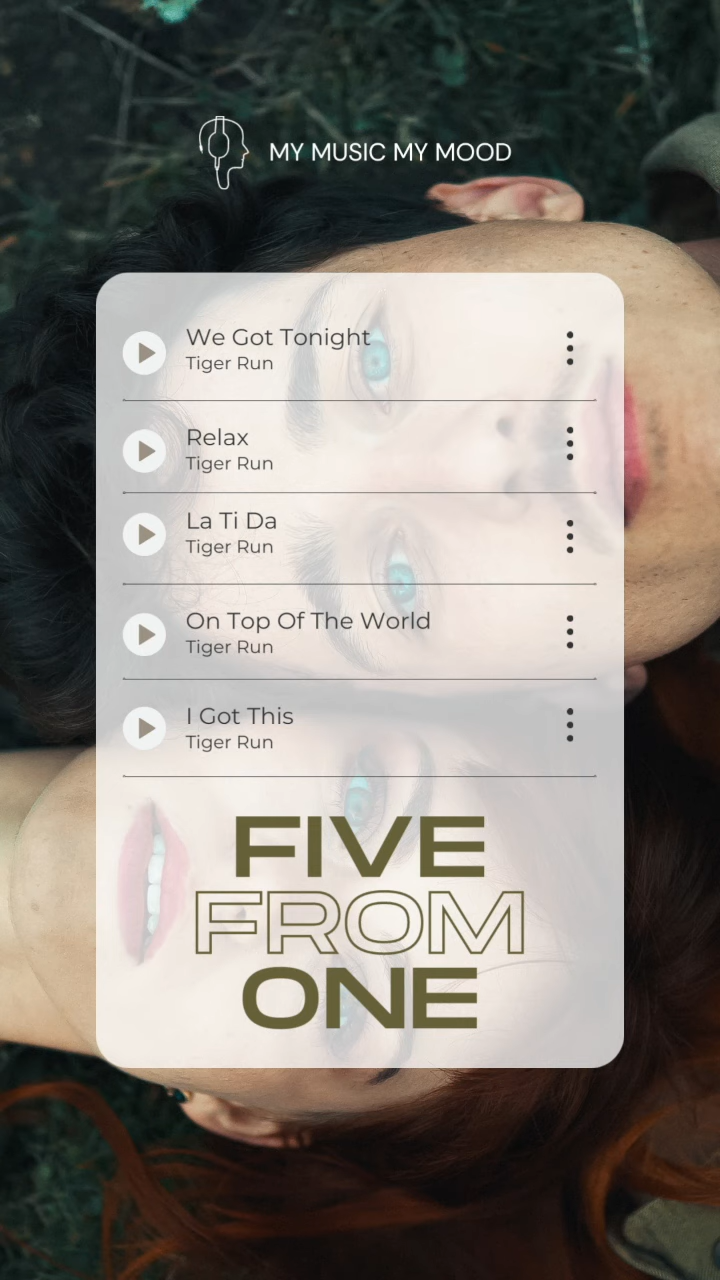 MY MUSIC MY MOOD
We Got Tonight
Tiger Run
Relax
Tiger Run
La Ti Da
Tiger Run
On Top Of The World
Tiger Run
I Got This
Tiger Run
FIVE
FROM
ONE